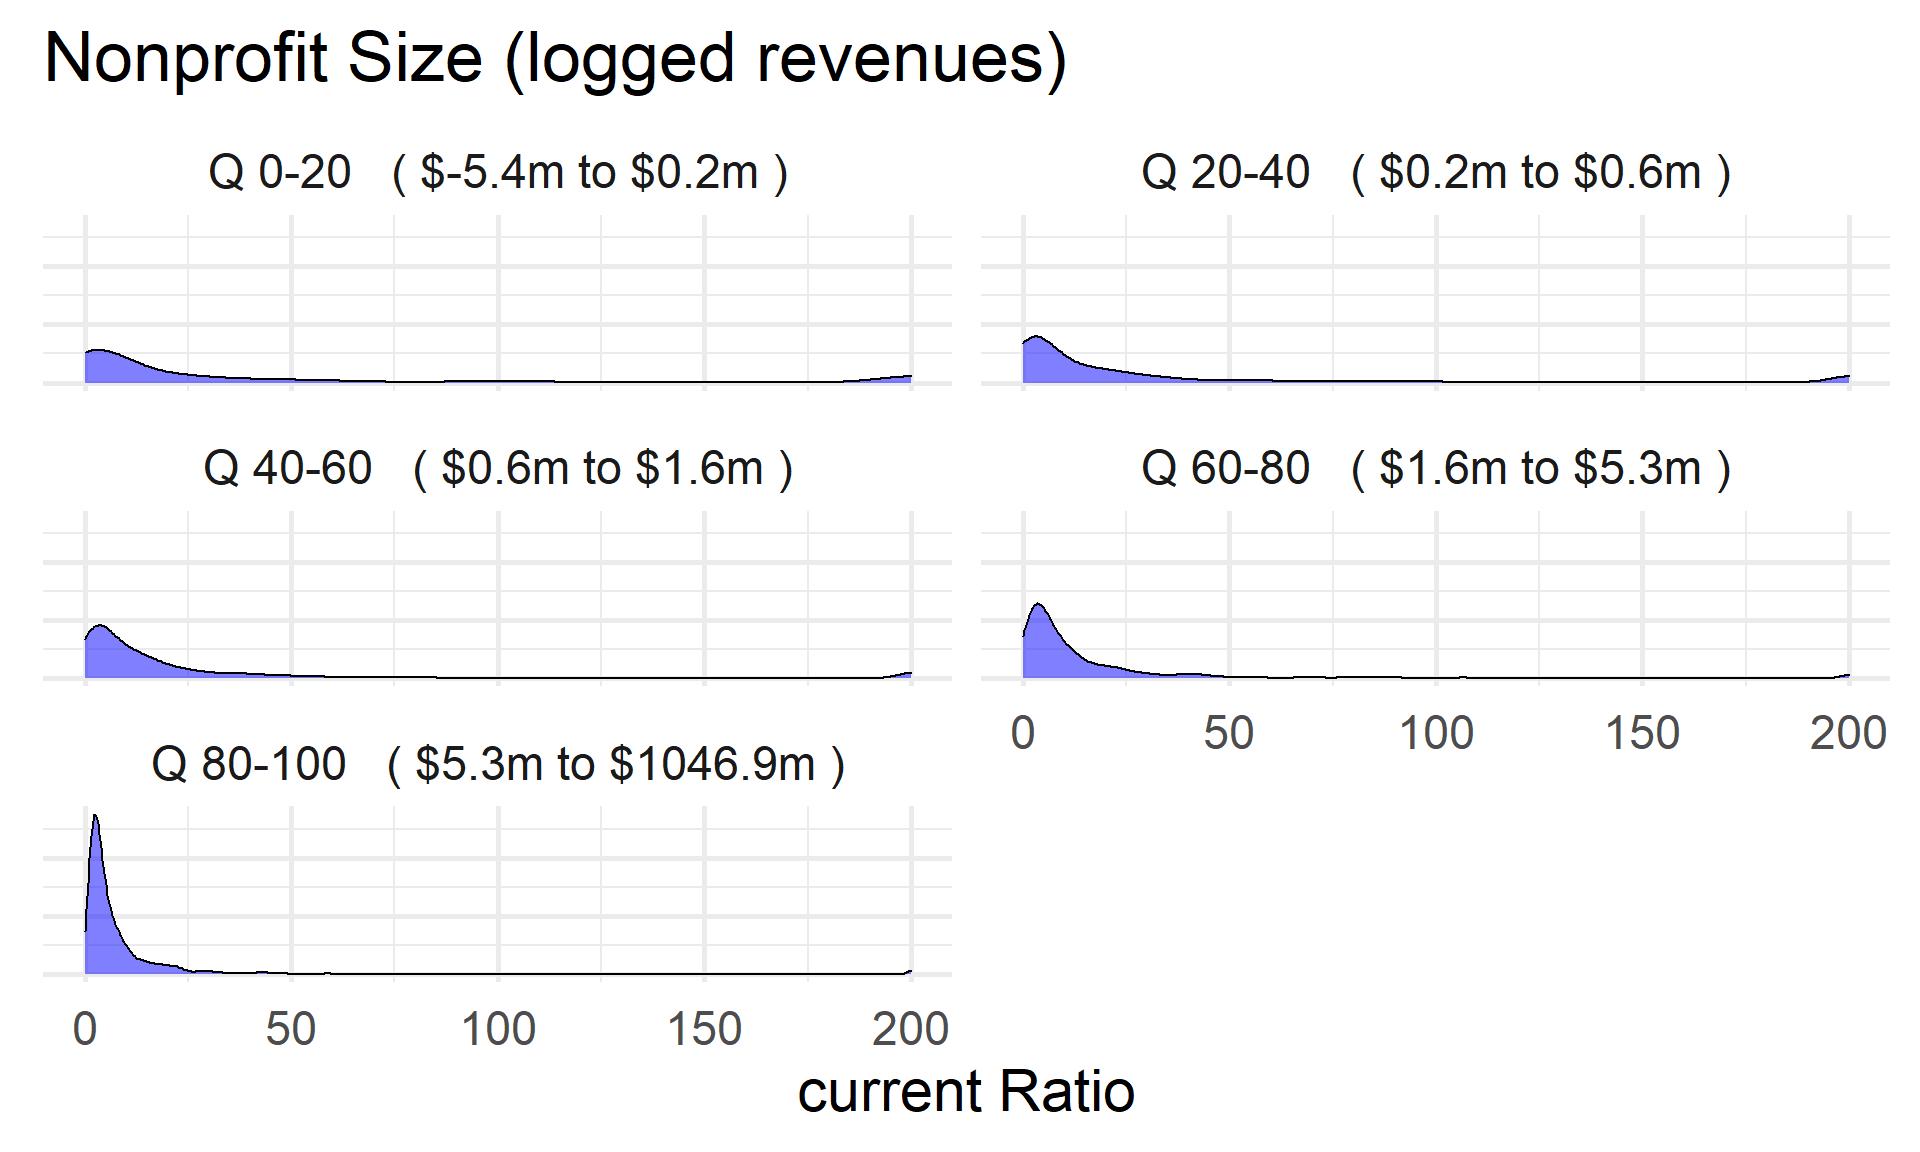 Nonprofit Size (logged revenues)
Q 0-20 ( $-5.4m to $0.2m )
Q 20-40 ( $0.2m to $0.6m )
Q 40-60 ( $0.6m to $1.6m )
Q 60-80 ( $1.6m to $5.3m )
0 50 100 150 200
Q 80-100 ( $5.3m to $1046.9m )
0 50 100 150 200
current Ratio